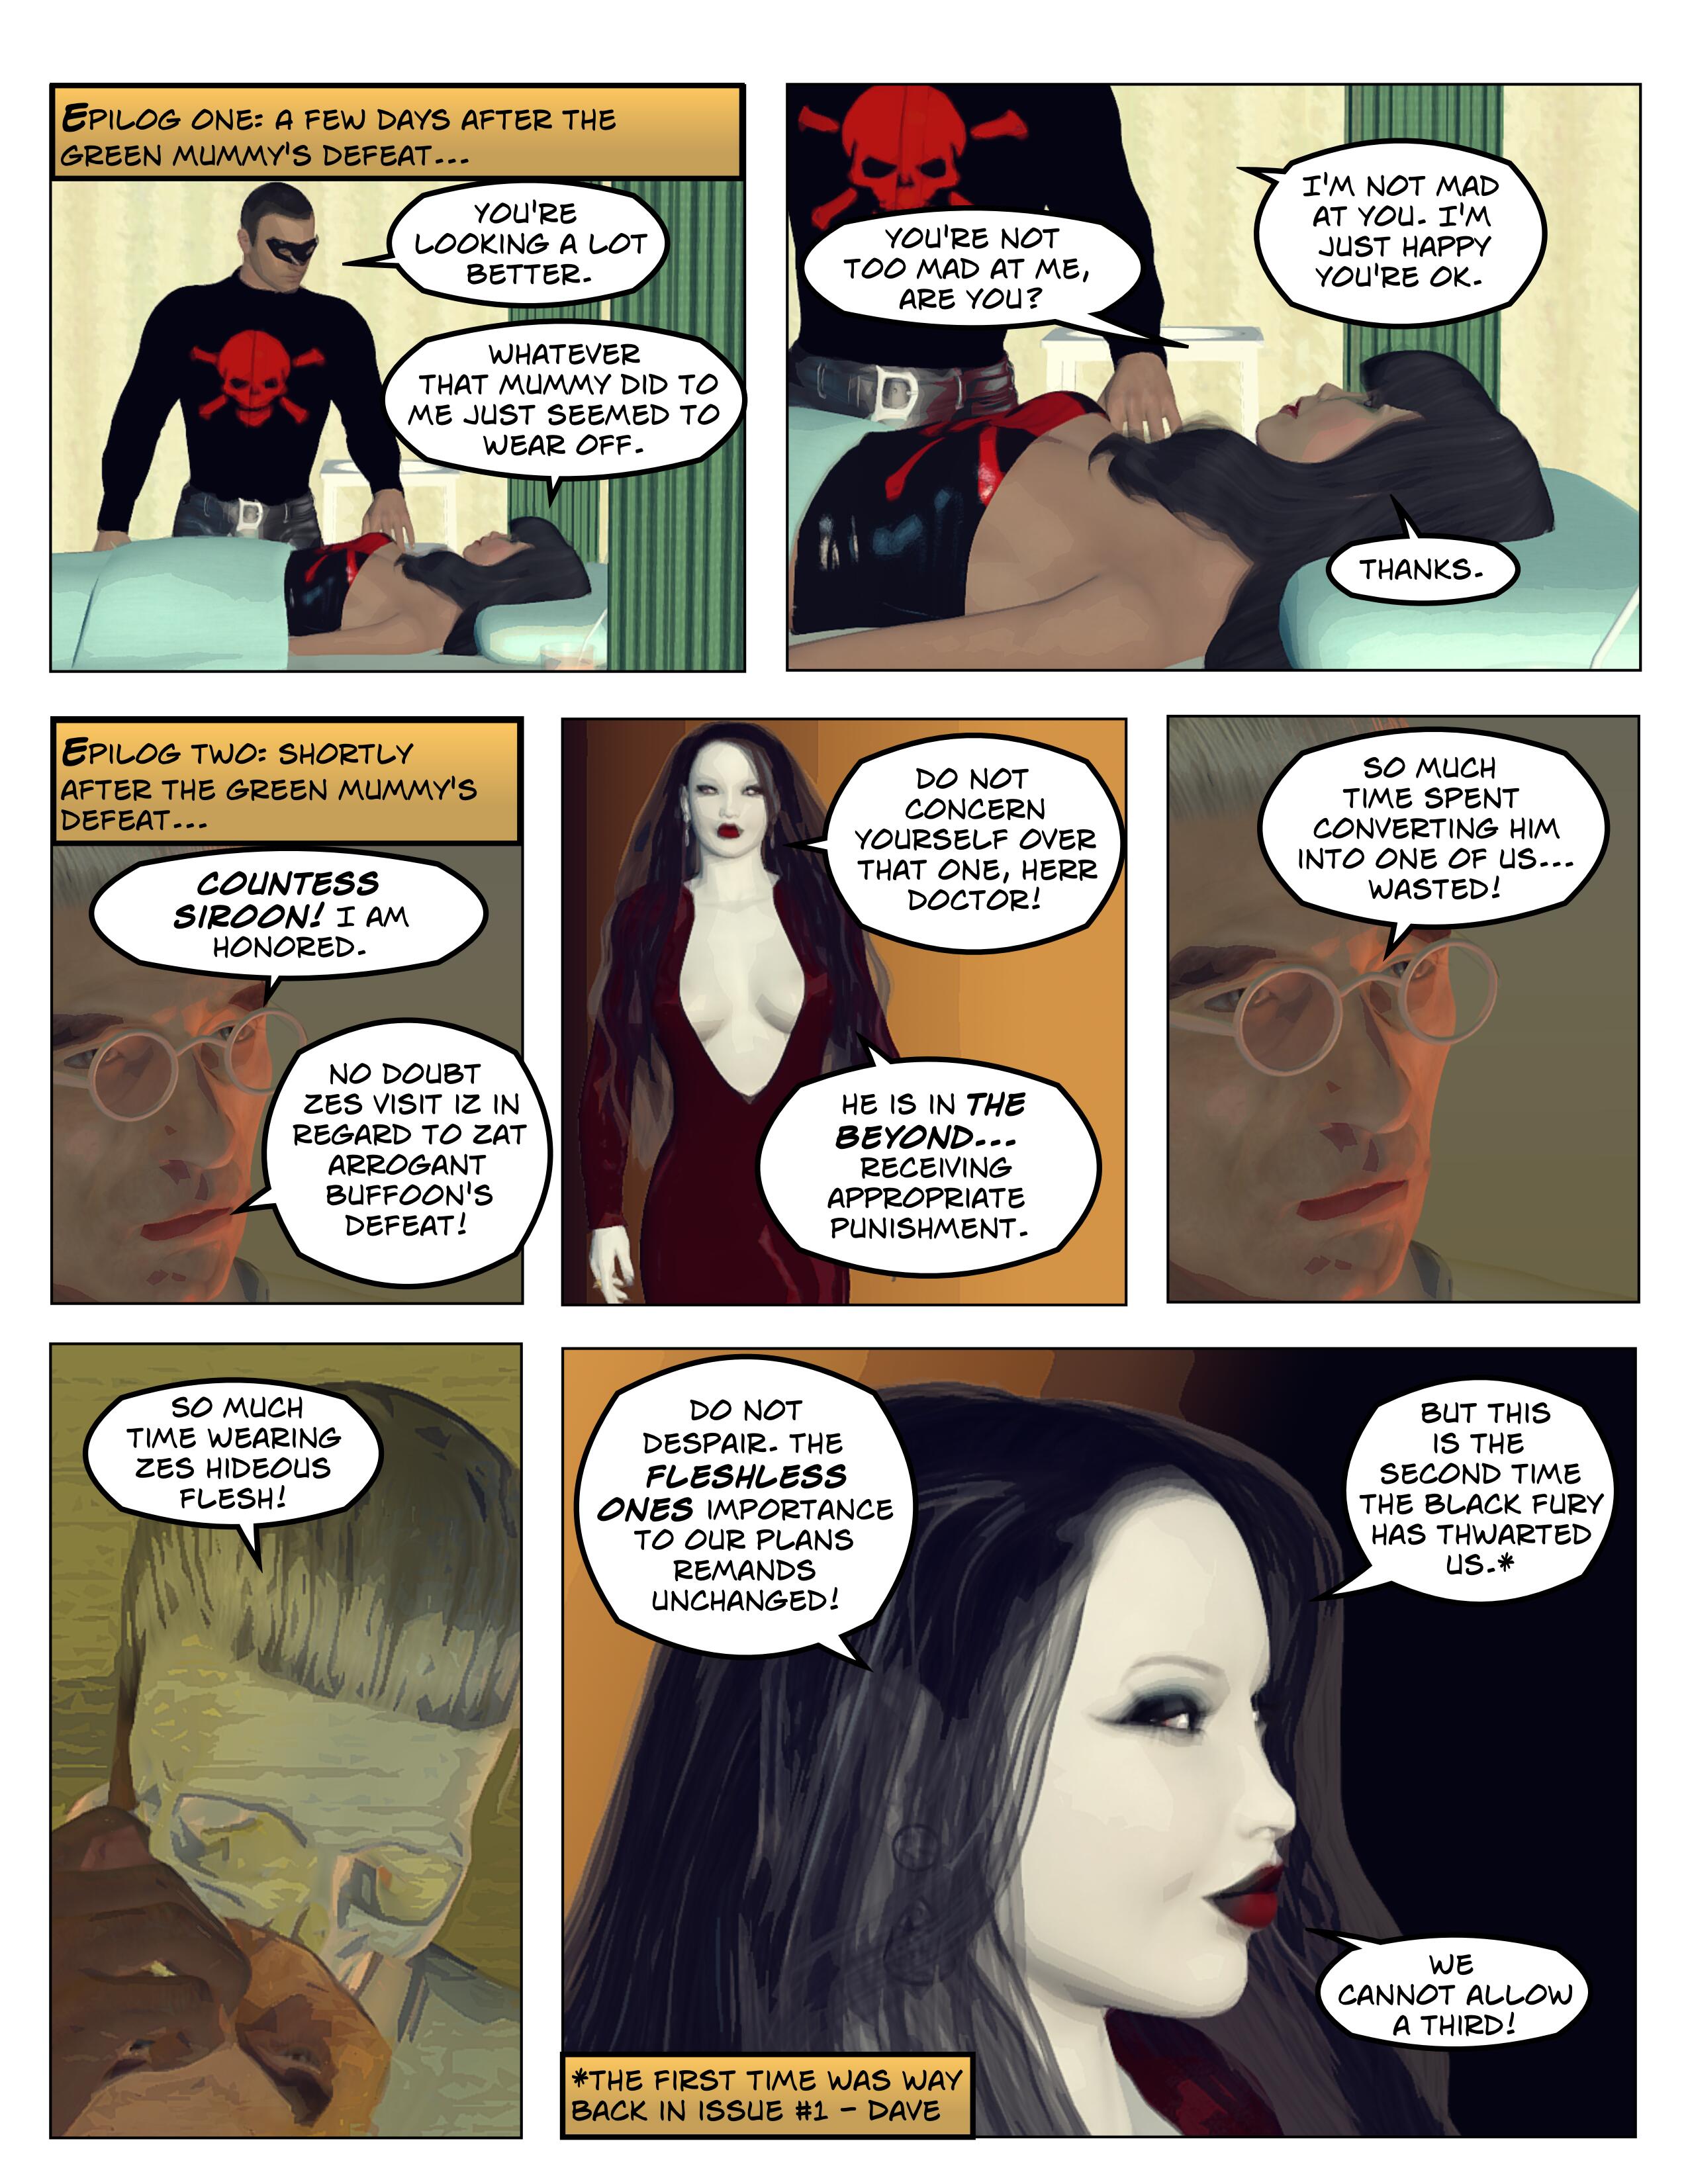 EPILOG ONE: A FEW DAYS AFTER THE
GREEN MUMMY'S DEFEAT...
YOU'RE
LOOKING A LOT
BETTER.
WHATEVER
THAT MUMMY DID TO
ME JUST SEEMED TO
WEAR OFF.
YOU'RE NOT
TOO MAD AT ME,
ARE YOU?
I'M NOT MAD
AT YOU. I'M
JUST HAPPY
YOU'RE OK.
THANKS.
EPILOG TWO: SHORTLY
AFTER THE GREEN MUMMY'S
DEFEAT...
COUNTESS
SIROON! I AM
HONORED.
NO DOUBT
ZES VISIT IZ IN
REGARD TO ZAT
ARROGANT
BUFFOON'S
DEFEAT!
DO NOT
CONCERN
YOURSELF OVER
THAT ONE, HERR
DOCTOR!
HE IS IN THE
BEYOND...
RECEIVING
APPROPRIATE
PUNISHMENT.
SO MUCH
TIME SPENT
CONVERTING HIM
INTO ONE OF US...
WASTED!
SO MUCH
TIME WEARING
ZES HIDEOUS
FLESH!
DO NOT
DESPAIR. THE
FLESHLESS
ONES IMPORTANCE
TO OUR PLANS
REMANDS
UNCHANGED!
BUT THIS
IS THE
SECOND TIME
THE BLACK FURY
HAS THWARTED
US.*
WE
CANNOT ALLOW
A THIRD!
*THE FIRST TIME WAS WAY
BACK IN ISSUE #1 - DAVE